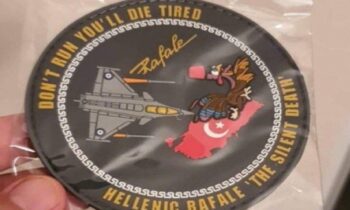 DON'T RUN YOU'LL DIE TIRED
Rafale
HELLENIC RAFALE 'THE SILENT DEATH'